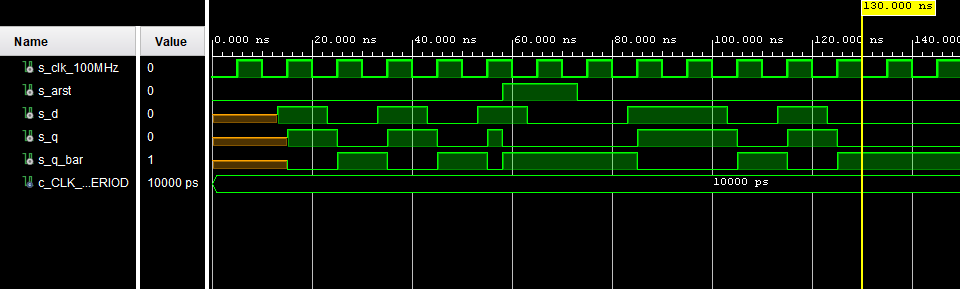 130.000 ns
Name Value
0.000 ns 20.000 ns 40.000 ns 60.000 ns 80.000 ns 100.000 ns 120.000 ns 140.000
s_clk_100MHz 0
s_arst 0
s_d 0
s_q 0
s_q_bar 1
c_CLK_...ERIOD 10000 ps 10000 ps